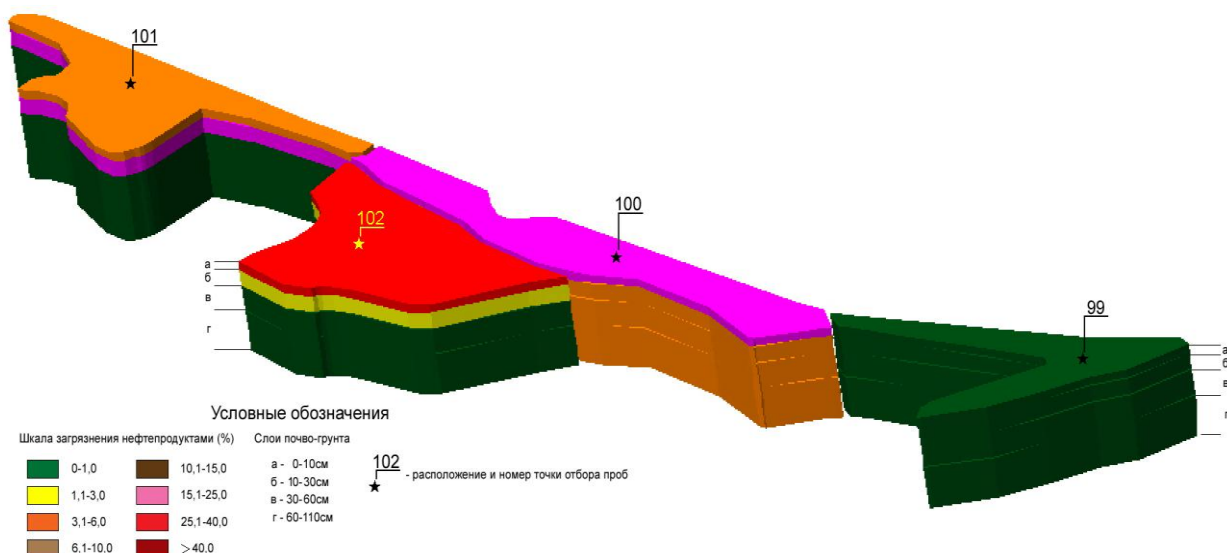 101
102
100
99
а
б
в
г
а
б
в
г
Условные обозначения
Шкала загрязнения нефтепродуктами (%)
0-1,0
1,1-3,0
3,1-6,0
6,1-10,0
10,1-15,0
15,1-25,0
25,1-40,0
>40,0
Слои почво-грунта
а - 0-10см
б - 10-30см
в - 30-60см
г - 60-110см
102 - расположение и номер точки отбора проб